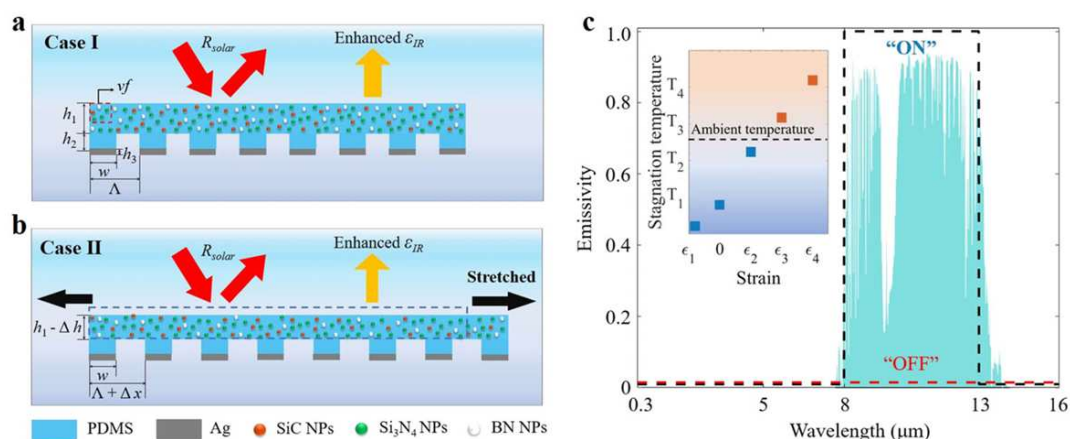 a
Case I
R_solar
Enhanced ε_IR
vf
h₁
h₂
h₃
w
Λ
b
Case II
R_solar
Enhanced ε_IR
Stretched
h₁ - Δh
w
Λ + Δx
PDMS
Ag
SiC NPs
Si₃N₄ NPs
BN NPs
c
Emissivity
1.0
0.8
0.6
0.4
0.2
0
"ON"
"OFF"
0.3
5
8
13
16
Wavelength (μm)
Stagnation temperature
T₄
T₃
Ambient temperature
T₂
T₁
ϵ₁
0
ϵ₂
ϵ₃
ϵ₄
Strain